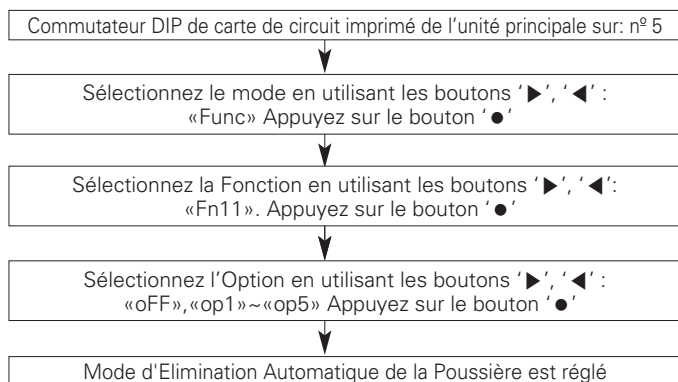 Commutateur DIP de carte de circuit imprimé de l'unité principale sur: nº 5
Sélectionnez le mode en utilisant les boutons '▶', '◀' :
«Func» Appuyez sur le bouton '●'
Sélectionnez la Fonction en utilisant les boutons '▶', '◀':
«Fn11». Appuyez sur le bouton '●'
Sélectionnez l'Option en utilisant les boutons '▶', '◀' :
«oFF»,«op1»~«op5» Appuyez sur le bouton '●'
Mode d'Elimination Automatique de la Poussière est réglé